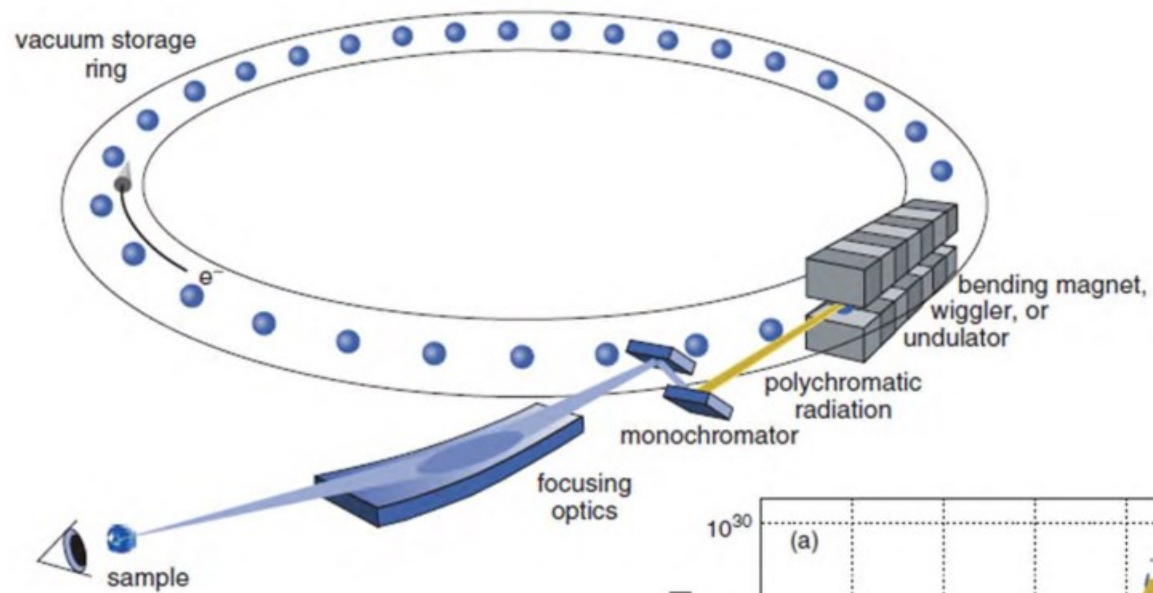 vacuum storage
ring
e⁻
bending magnet,
wiggler, or
undulator
polychromatic
radiation
monochromator
focusing
optics
sample
10³⁰
(a)